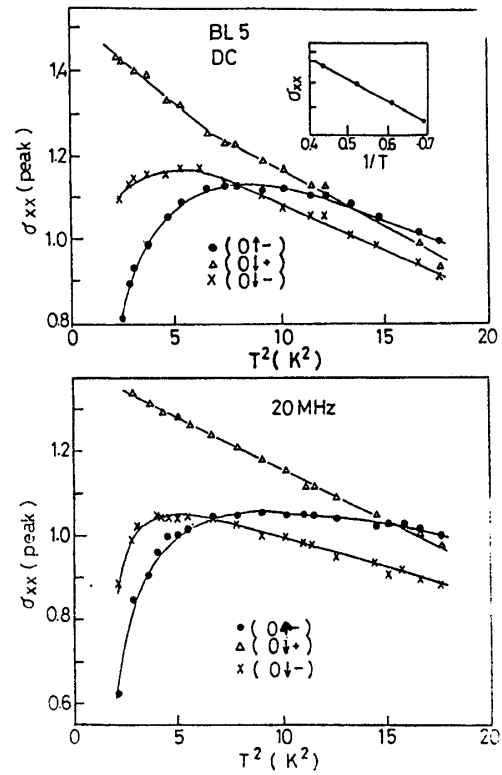 BL 5
DC
1,4
1.2
1.0
0.8
σxx (peak)
σxx
0.4 0.5 0.6 0.7
1/T
● (0↑-)
△ (0↓+)
x (0↓-)
0 5 10 15 20
T² (K²)
20 MHz
1.2
1.0
0.8
0.6
σxx (peak)
● (0↑-)
△ (0↓+)
x (0↓-)
0 5 10 15 20
T² (K²)